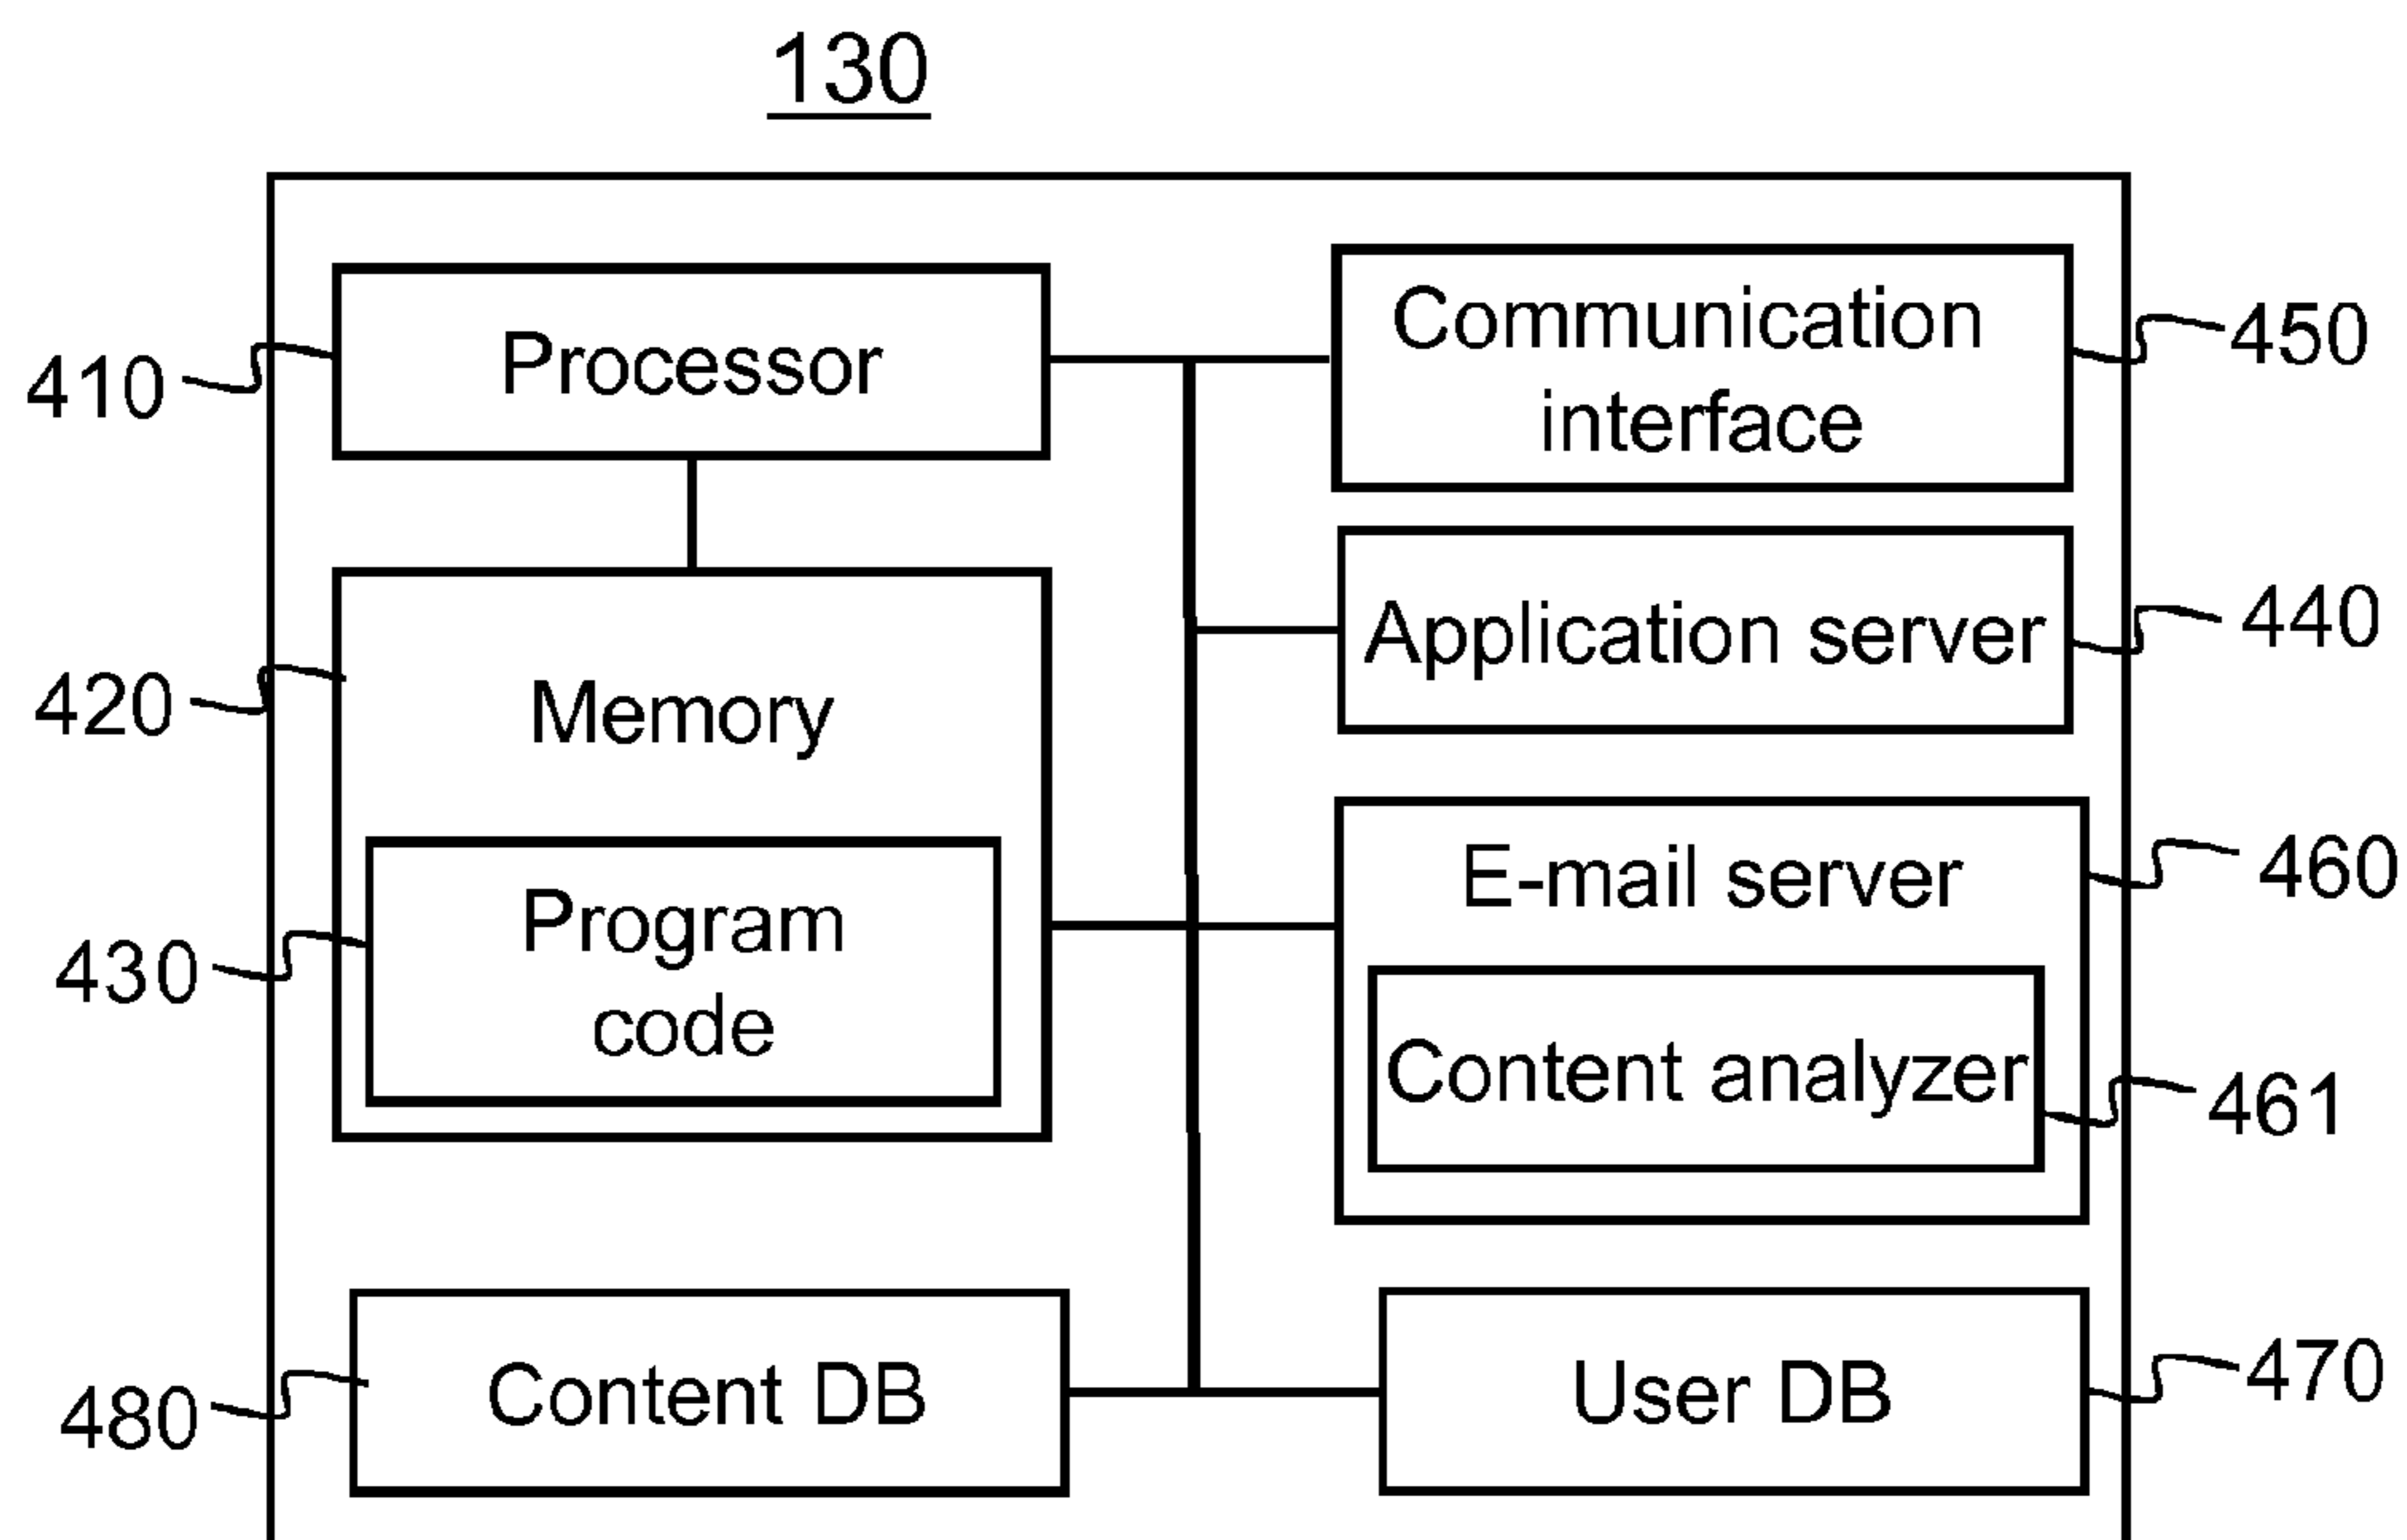 130
Processor
410
Communication
interface
450
Application server
440
Memory
420
Program
code
430
E-mail server
460
Content analyzer
461
Content DB
480
User DB
470